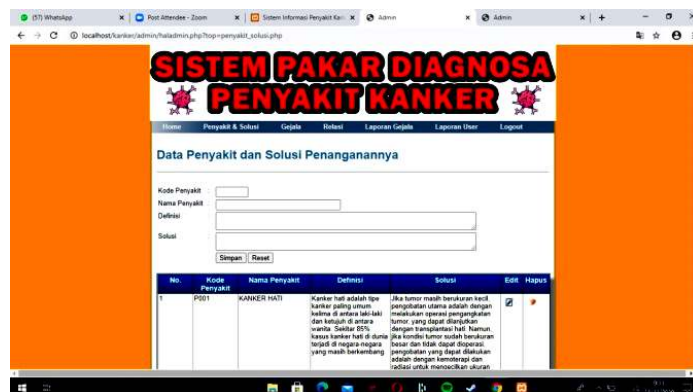 (57) WhatsApp
Post Attendee - Zoom
Sistem Informasi Penyakit Kan
Admin
Admin
localhost/kanker/admin/haladmin.php?top=penyakit_solusi.php
SISTEM PAKAR DIAGNOSA
PENYAKIT KANKER
Home Penyakit & Solusi Gejala Relasi Laporan Gejala Laporan User Logout
Data Penyakit dan Solusi Penanganannya
Kode Penyakit :
Nama Penyakit :
Definisi :
Solusi :
Simpan Reset
No. Kode Penyakit Nama Penyakit Definisi Solusi Edit Hapus
1 P001 KANKER HATI
Kanker hati adalah tipe
kanker paling umum
kelima di antara laki-laki
dan ketujuh di antara
wanita. Sekitar 85%
kasus kanker hati di dunia
terjadi di negara-negara
yang masih berkembang
Jika tumor masih berukuran kecil,
pengobatan utama adalah dengan
melakukan operasi pengangkatan
tumor, yang dapat dilanjutkan
dengan transplantasi hati. Namun,
jika kondisi tumor sudah berukuran
besar dan tidak dapat dioperasi,
pengobatan yang dapat dilakukan
adalah dengan kemoterapi dan
radiasi untuk mengecilkan ukuran